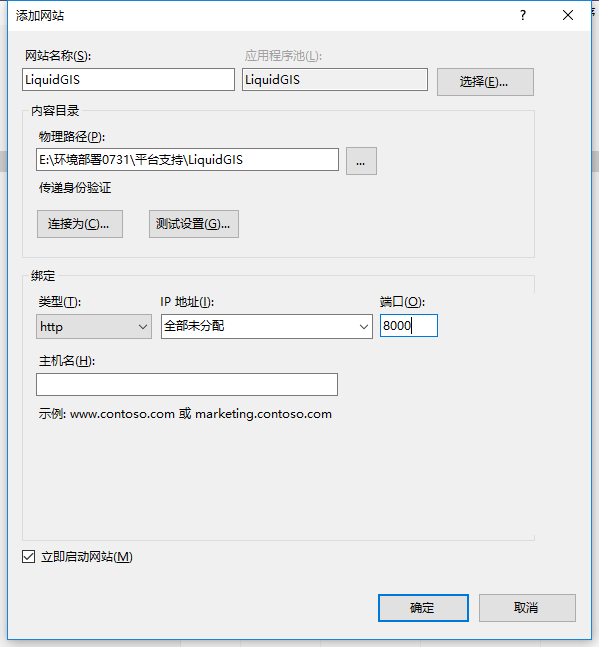 添加网站
?
网站名称(S):
应用程序池(L):
LiquidGIS
LiquidGIS
选择(E)...
内容目录
物理路径(P):
E:\环境部署0731\平台支持\LiquidGIS
...
传递身份验证
连接为(C)...
测试设置(G)...
绑定
类型(T):
IP 地址(I):
端口(O):
http
全部未分配
8000
主机名(H):
示例: www.contoso.com 或 marketing.contoso.com
立即启动网站(M)
确定
取消